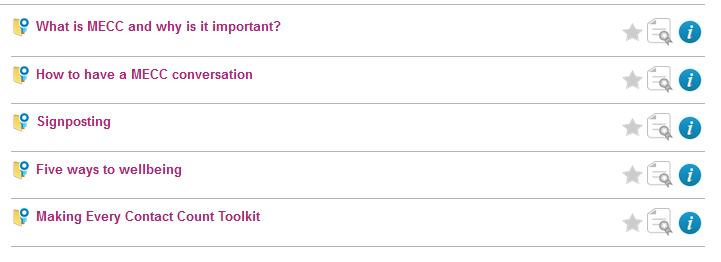 What is MECC and why is it important?
How to have a MECC conversation
Signposting
Five ways to wellbeing
Making Every Contact Count Toolkit